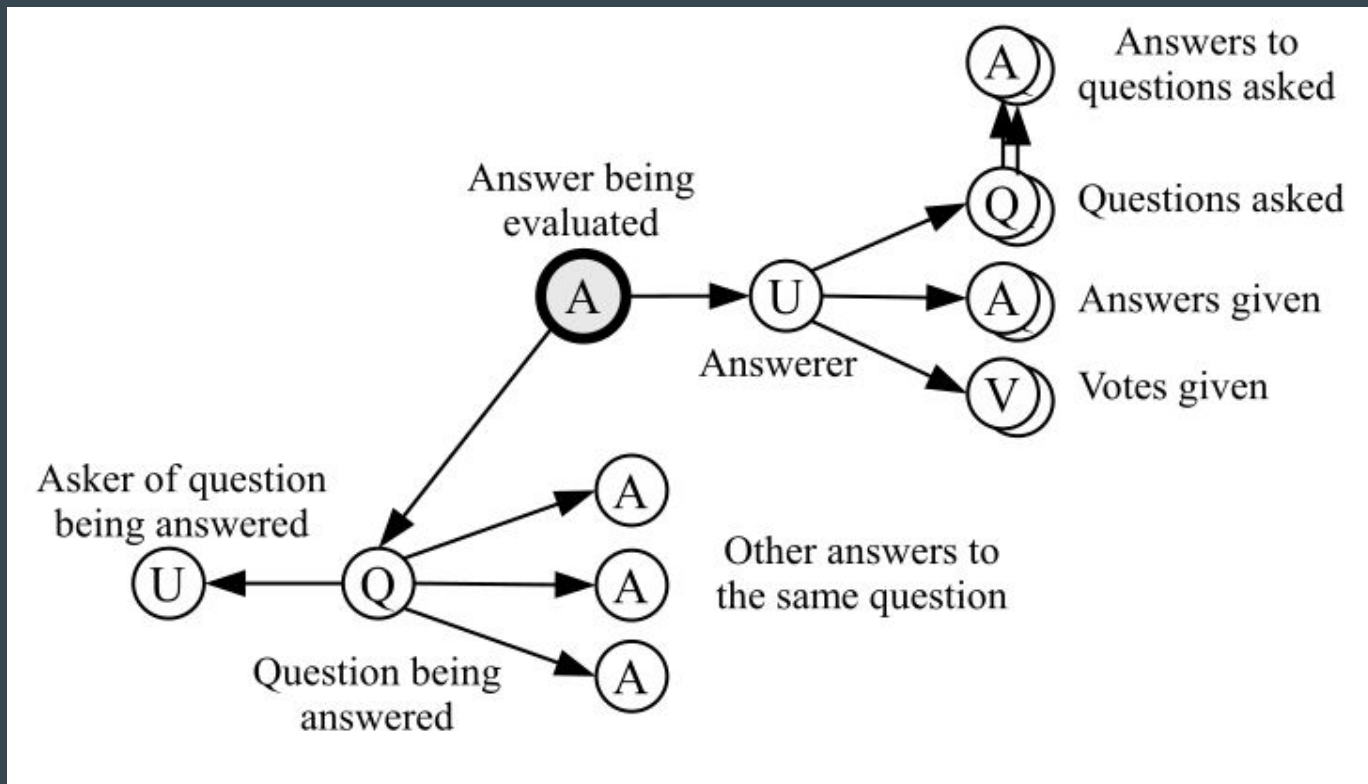 A
Answers to
questions asked
Answer being
evaluated
Q
Questions asked
A
U
A
Answers given
Answerer
V
Votes given
Asker of question
being answered
A
Other answers to
the same question
U
Q
A
Question being
answered
A